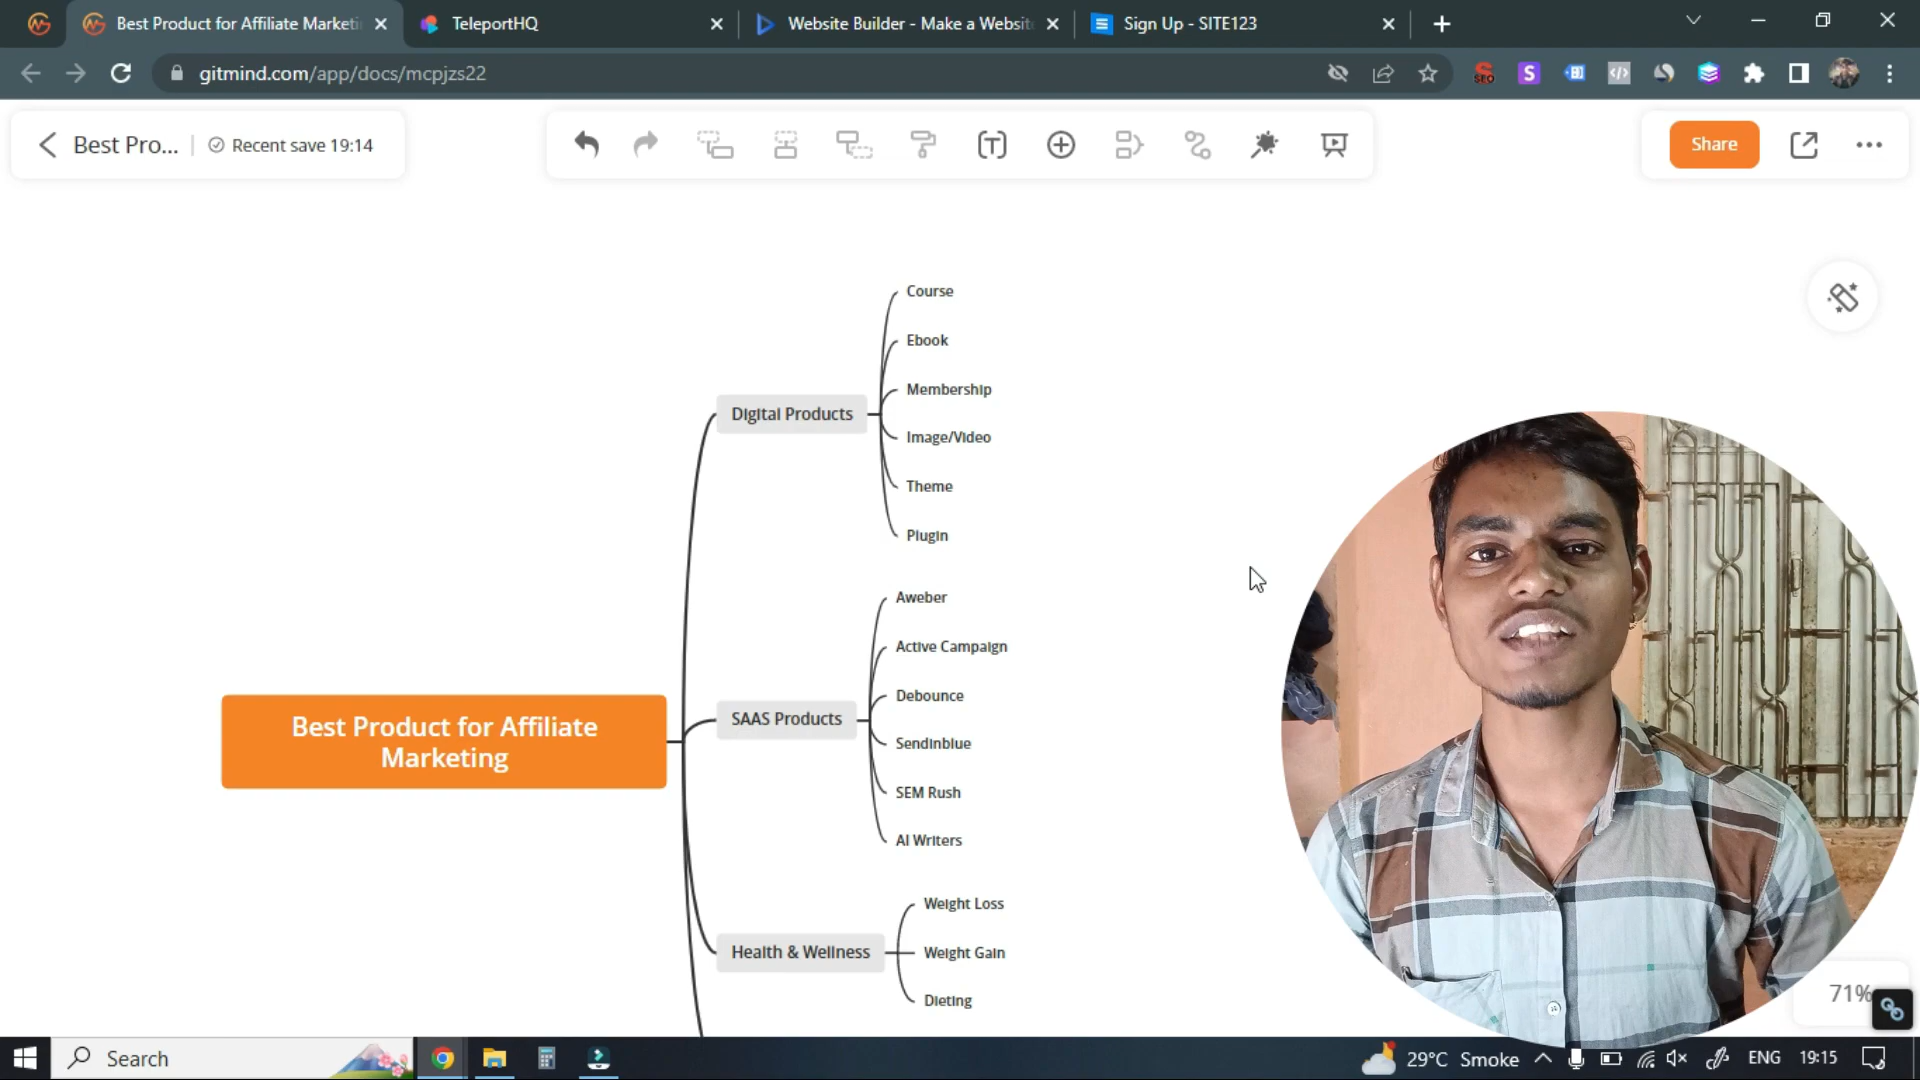 Best Product for Affiliate Marketi
TeleportHQ
Website Builder - Make a Websit
Sign Up - SITE123
gitmind.com/app/docs/mcpjzs22
SEO
S
Best Pro...
Recent save 19:14
Share
Course
Ebook
Membership
Image/Video
Theme
Plugin
Digital Products
Aweber
Active Campaign
Debounce
Sendinblue
SEM Rush
AI Writers
SAAS Products
Best Product for Affiliate
Marketing
Weight Loss
Weight Gain
Dieting
Health & Wellness
71%
Search
29°C Smoke
ENG
19:15